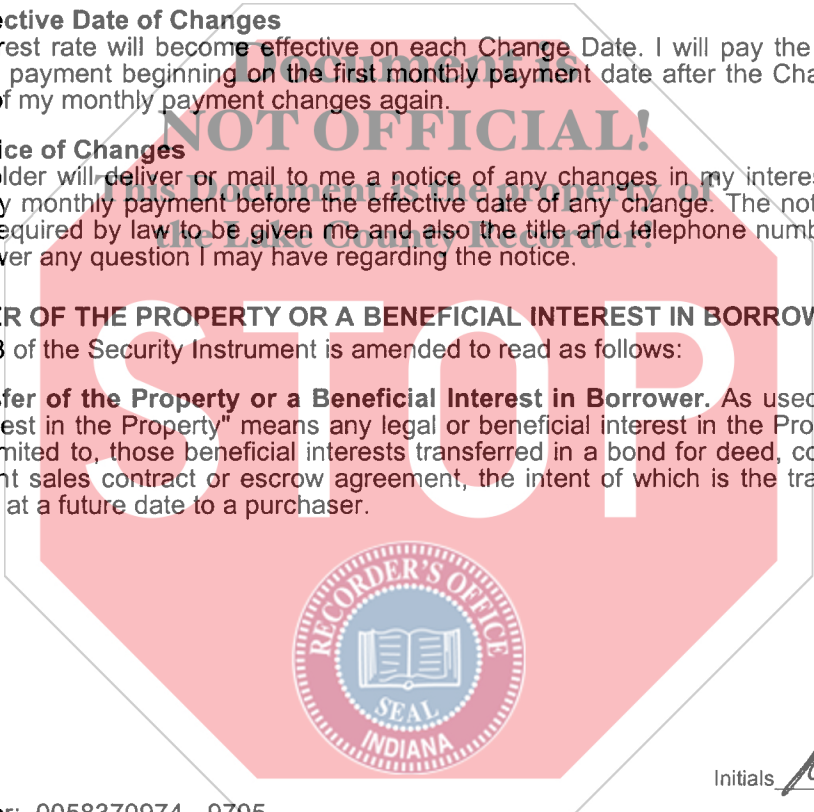 ective Date of Changes
rest rate will become effective on each Change Date. I will pay the
payment beginning on the first monthly payment date after the Cha
of my monthly payment changes again.
Document is
NOT OFFICIAL!
This Document is the property of
the Lake County Recorder!
ice of Changes
older will deliver or mail to me a notice of any changes in my interes
y monthly payment before the effective date of any change. The not
equired by law to be given me and also the title and telephone numb
wer any question I may have regarding the notice.
R OF THE PROPERTY OR A BENEFICIAL INTEREST IN BORROW
of the Security Instrument is amended to read as follows:
sfer of the Property or a Beneficial Interest in Borrower. As used
est in the Property" means any legal or beneficial interest in the Pro
mited to, those beneficial interests transferred in a bond for deed, co
nt sales contract or escrow agreement, the intent of which is the tra
at a future date to a purchaser.
STOP
RECORDER'S OFFICE
SEAL
INDIANA
Initials
er: 0058370974 - 9795